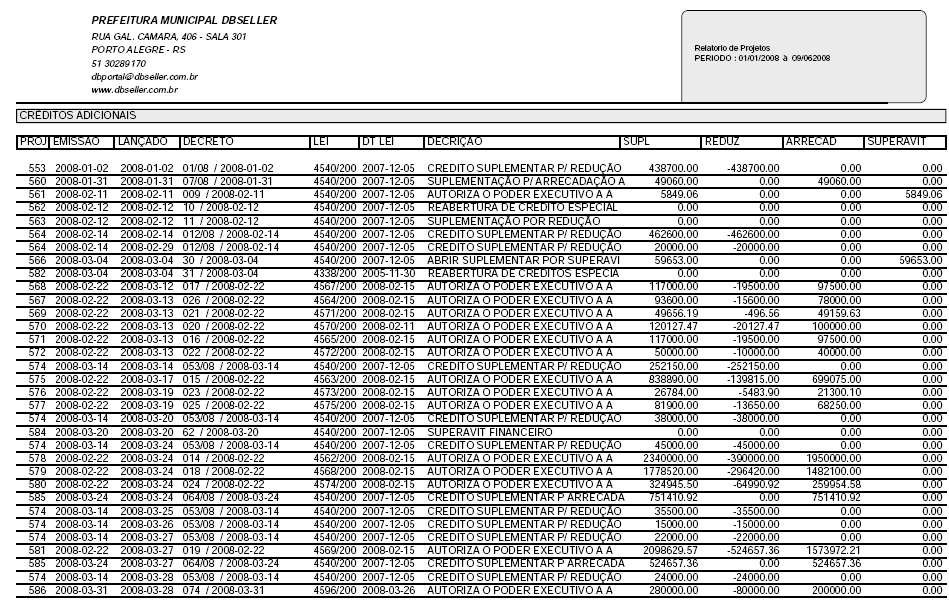 PREFEITURA MUNICIPAL DBSELLER
RUA GAL. CAMARA, 406 - SALA 301
PORTO ALEGRE - RS
51 30289170
dbportal@dbseller.com.br
www.dbseller.com.br
Relatorio de Projetos
PERIODO : 01/01/2008 à 09/062008
CRÉDITOS ADICIONAIS
PROJ EMISSAO LANÇADO DECRETO LEI DT LEI DECRIÇÃO SUPL REDUZ ARRECAD SUPERAVIT
553 2008-01-02 2008-01-02 01/08 / 2008-01-02 4540/200 2007-12-05 CREDITO SUPLEMENTAR P/ REDUÇÃO 438700.00 -438700.00 0.00 0.00
560 2008-01-31 2008-01-31 07/08 / 2008-01-31 4540/200 2007-12-05 SUPLEMENTAÇÃO P/ ARRECADAÇÃO A 49060.00 0.00 49060.00 0.00
561 2008-02-11 2008-02-11 009 / 2008-02-11 4540/200 2007-12-05 AUTORIZA O PODER EXECUTIVO A A 5849.06 0.00 0.00 5849.06
562 2008-02-12 2008-02-12 10 / 2008-02-12 4540/200 2007-12-05 REABERTURA DE CREDITO ESPECIAL 0.00 0.00 0.00 0.00
563 2008-02-12 2008-02-12 11 / 2008-02-12 4540/200 2007-12-05 SUPLEMENTAÇÃO POR REDUÇÃO 0.00 0.00 0.00 0.00
564 2008-02-14 2008-02-14 012/08 / 2008-02-14 4540/200 2007-12-05 CREDITO SUPLEMENTAR P/ REDUÇÃO 462600.00 -462600.00 0.00 0.00
564 2008-02-14 2008-02-29 012/08 / 2008-02-14 4540/200 2007-12-05 CREDITO SUPLEMENTAR P/ REDUÇÃO 20000.00 -20000.00 0.00 0.00
566 2008-03-04 2008-03-04 30 / 2008-03-04 4540/200 2007-12-05 ABRIR SUPLEMENTAR POR SUPERAVI 59653.00 0.00 0.00 59653.00
582 2008-03-04 2008-03-04 31 / 2008-03-04 4338/200 2005-11-30 REABERTURA DE CREDITOS ESPECIA 0.00 0.00 0.00 0.00
568 2008-02-22 2008-03-12 017 / 2008-02-22 4567/200 2008-02-15 AUTORIZA O PODER EXECUTIVO A A 117000.00 -19500.00 97500.00 0.00
567 2008-02-22 2008-03-13 026 / 2008-02-22 4564/200 2008-02-15 AUTORIZA O PODER EXECUTIVO A A 93600.00 -15600.00 78000.00 0.00
569 2008-02-22 2008-03-13 021 / 2008-02-22 4571/200 2008-02-15 AUTORIZA O PODER EXECUTIVO A A 49656.19 -496.56 49159.63 0.00
570 2008-02-22 2008-03-13 020 / 2008-02-22 4570/200 2008-02-11 AUTORIZA O PODER EXECUTIVO A A 120127.47 -20127.47 100000.00 0.00
571 2008-02-22 2008-03-13 016 / 2008-02-22 4565/200 2008-02-15 AUTORIZA O PODER EXECUTIVO A A 117000.00 -19500.00 97500.00 0.00
572 2008-02-22 2008-03-13 022 / 2008-02-22 4572/200 2008-02-15 AUTORIZA O PODER EXECUTIVO A A 50000.00 -10000.00 40000.00 0.00
574 2008-03-14 2008-03-14 053/08 / 2008-03-14 4540/200 2007-12-05 CREDITO SUPLEMENTAR P/ REDUÇÃO 252150.00 -252150.00 0.00 0.00
575 2008-02-22 2008-03-17 015 / 2008-02-22 4563/200 2008-02-15 AUTORIZA O PODER EXECUTIVO A A 838890.00 -139815.00 699075.00 0.00
576 2008-02-22 2008-03-19 023 / 2008-02-22 4573/200 2008-02-15 AUTORIZA O PODER EXECUTIVO A A 26784.00 -5483.90 21300.10 0.00
577 2008-02-22 2008-03-19 025 / 2008-02-22 4575/200 2008-02-15 AUTORIZA O PODER EXECUTIVO A A 81900.00 -13650.00 68250.00 0.00
574 2008-03-14 2008-03-20 053/08 / 2008-03-14 4540/200 2007-12-05 CREDITO SUPLEMENTAR P/ REDUÇÃO 38000.00 -38000.00 0.00 0.00
584 2008-03-20 2008-03-20 62 / 2008-03-20 4540/200 2007-12-05 SUPERAVIT FINANCEIRO 0.00 0.00 0.00 0.00
574 2008-03-14 2008-03-24 053/08 / 2008-03-14 4540/200 2007-12-05 CREDITO SUPLEMENTAR P/ REDUÇÃO 45000.00 -45000.00 0.00 0.00
578 2008-02-22 2008-03-24 014 / 2008-02-22 4562/200 2008-02-15 AUTORIZA O PODER EXECUTIVO A A 2340000.00 -390000.00 1950000.00 0.00
579 2008-02-22 2008-03-24 018 / 2008-02-22 4568/200 2008-02-15 AUTORIZA O PODER EXECUTIVO A A 1778520.00 -296420.00 1482100.00 0.00
580 2008-02-22 2008-03-24 024 / 2008-02-22 4574/200 2008-02-15 AUTORIZA O PODER EXECUTIVO A A 324945.50 -64990.92 259954.58 0.00
585 2008-03-24 2008-03-24 064/08 / 2008-03-24 4540/200 2007-12-05 CREDITO SUPLEMENTAR P ARRECADA 751410.92 0.00 751410.92 0.00
574 2008-03-14 2008-03-25 053/08 / 2008-03-14 4540/200 2007-12-05 CREDITO SUPLEMENTAR P/ REDUÇÃO 35500.00 -35500.00 0.00 0.00
574 2008-03-14 2008-03-26 053/08 / 2008-03-14 4540/200 2007-12-05 CREDITO SUPLEMENTAR P/ REDUÇÃO 15000.00 -15000.00 0.00 0.00
574 2008-03-14 2008-03-27 053/08 / 2008-03-14 4540/200 2007-12-05 CREDITO SUPLEMENTAR P/ REDUÇÃO 22000.00 -22000.00 0.00 0.00
581 2008-02-22 2008-03-27 019 / 2008-02-22 4569/200 2008-02-15 AUTORIZA O PODER EXECUTIVO A A 2098629.57 -524657.36 1573972.21 0.00
585 2008-03-24 2008-03-27 064/08 / 2008-03-24 4540/200 2007-12-05 CREDITO SUPLEMENTAR P ARRECADA 524657.36 0.00 524657.36 0.00
574 2008-03-14 2008-03-28 053/08 / 2008-03-14 4540/200 2007-12-05 CREDITO SUPLEMENTAR P/ REDUÇÃO 24000.00 -24000.00 0.00 0.00
586 2008-03-31 2008-03-28 074 / 2008-03-31 4596/200 2008-03-26 AUTORIZA O PODER EXECUTIVO A A 280000.00 -80000.00 200000.00 0.00